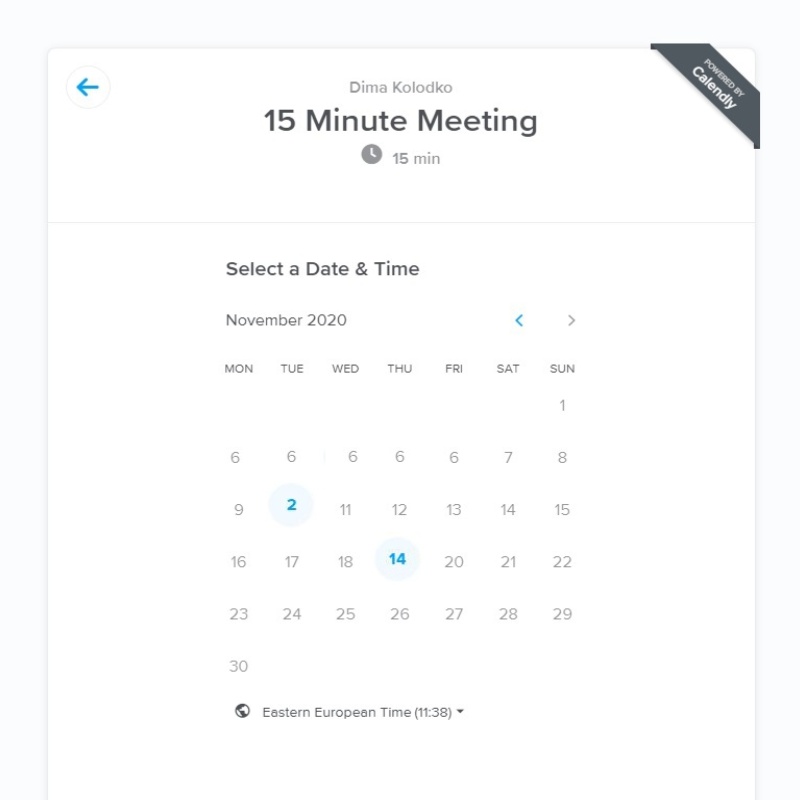 Dima Kolodko
POWERED BY
Calendly
15 Minute Meeting
15 min
Select a Date & Time
November 2020
MON TUE WED THU FRI SAT SUN
1
6 6 6 6 6 7 8
9 2 11 12 13 14 15
16 17 18 14 20 21 22
23 24 25 26 27 28 29
30
Eastern European Time (11:38)